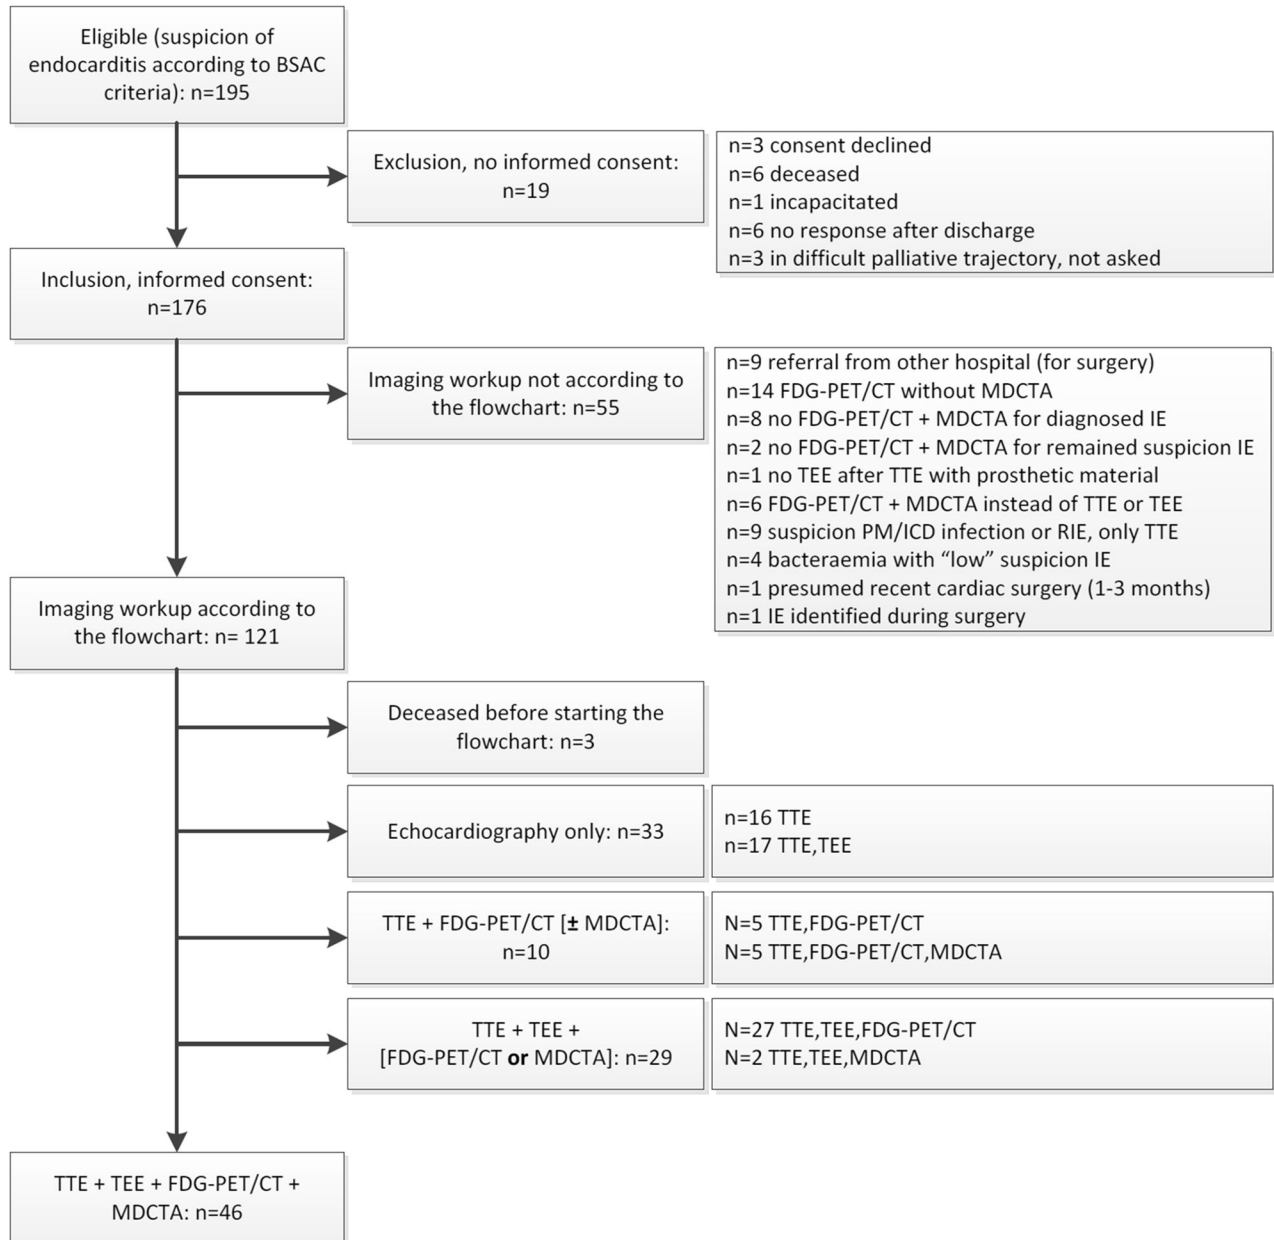 Eligible (suspicion of
endocarditis according to BSAC
criteria): n=195
Exclusion, no informed consent:
n=19
n=3 consent declined
n=6 deceased
n=1 incapacitated
n=6 no response after discharge
n=3 in difficult palliative trajectory, not asked
Inclusion, informed consent:
n=176
Imaging workup not according to
the flowchart: n=55
n=9 referral from other hospital (for surgery)
n=14 FDG-PET/CT without MDCTA
n=8 no FDG-PET/CT + MDCTA for diagnosed IE
n=2 no FDG-PET/CT + MDCTA for remained suspicion IE
n=1 no TEE after TTE with prosthetic material
n=6 FDG-PET/CT + MDCTA instead of TTE or TEE
n=9 suspicion PM/ICD infection or RIE, only TTE
n=4 bacteraemia with “low” suspicion IE
n=1 presumed recent cardiac surgery (1-3 months)
n=1 IE identified during surgery
Imaging workup according to
the flowchart: n= 121
Deceased before starting the
flowchart: n=3
Echocardiography only: n=33
n=16 TTE
n=17 TTE,TEE
TTE + FDG-PET/CT [± MDCTA]:
n=10
N=5 TTE,FDG-PET/CT
N=5 TTE,FDG-PET/CT,MDCTA
TTE + TEE +
[FDG-PET/CT or MDCTA]: n=29
N=27 TTE,TEE,FDG-PET/CT
N=2 TTE,TEE,MDCTA
TTE + TEE + FDG-PET/CT +
MDCTA: n=46